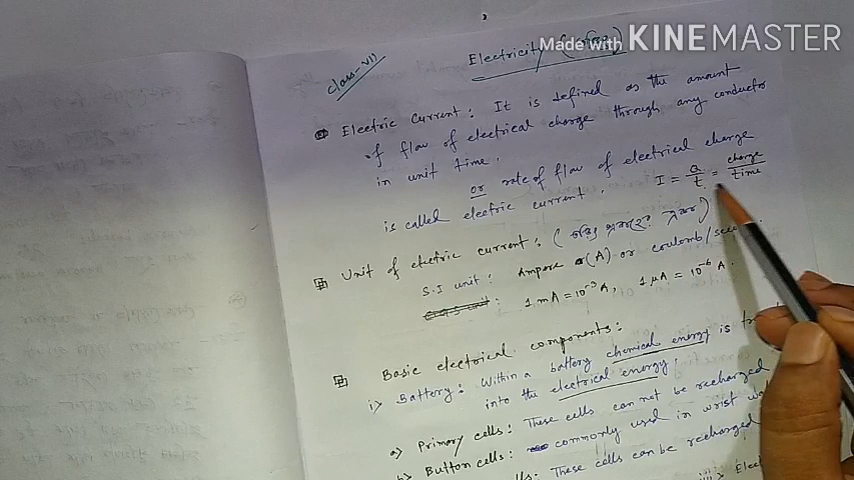 Made with KINEMASTER
Class-VII
Electricity
Electric Current: It is defined as the amount
of flow of electrical charge through any conductor
in unit time.
or rate of flow of electrical charge
is called electric current. I = Q/t = charge/time
Unit of electric current:
S.I unit: Ampore (A) or coulomb/sec
: 1 mA = 10⁻³ A, 1 μA = 10⁻⁶ A.
Basic electrical components:
i> Battery: Within a battery chemical energy is
into the electrical energy.
a> Primary cells: These cells can not be recharged
b> Button cells: commonly used in wrist
These cells can be recharged
iii> Elect